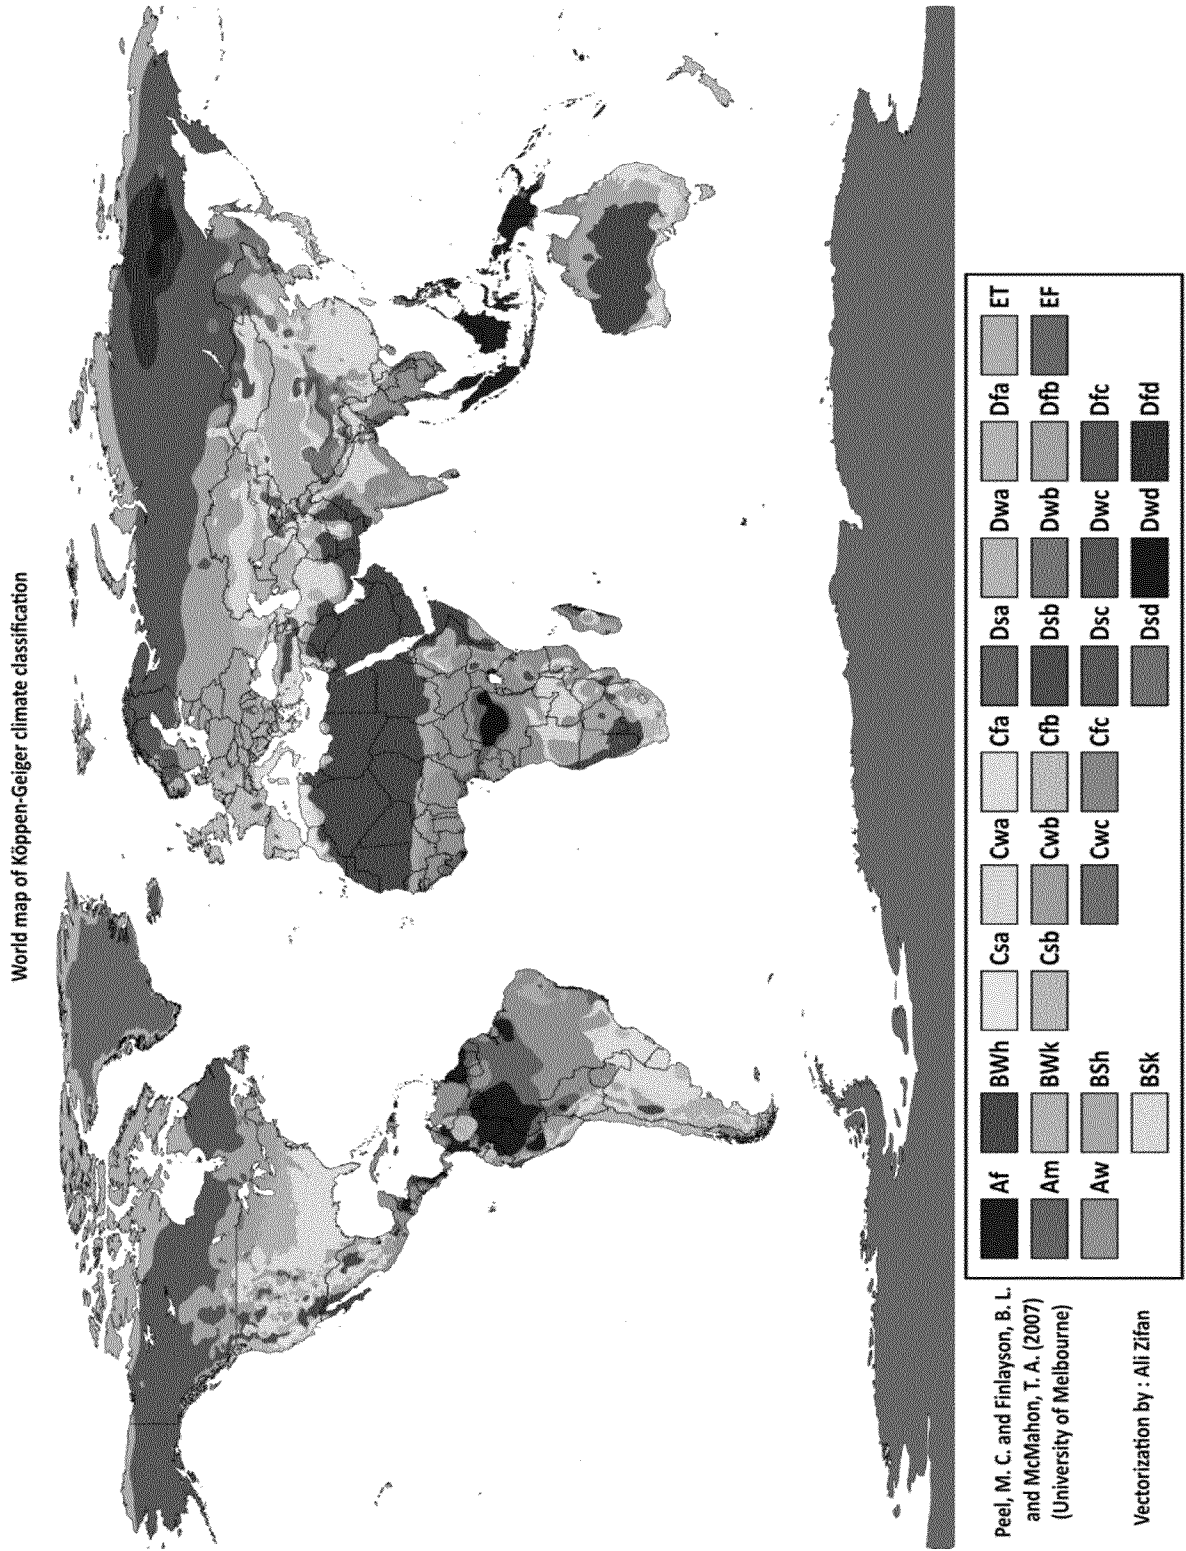 World map of Köppen-Geiger climate classification
Af BWh Csa Cwa Cfa Dsa Dwa Dfa ET
Am BWk Csb Cwb Cfb Dsb Dwb Dfb EF
Aw BSh Cwc Cfc Dsc Dwc Dfc
BSk Dsd Dwd Dfd
Peel, M. C. and Finlayson, B. L.
and McMahon, T. A. (2007)
(University of Melbourne)
Vectorization by : Ali Zifan